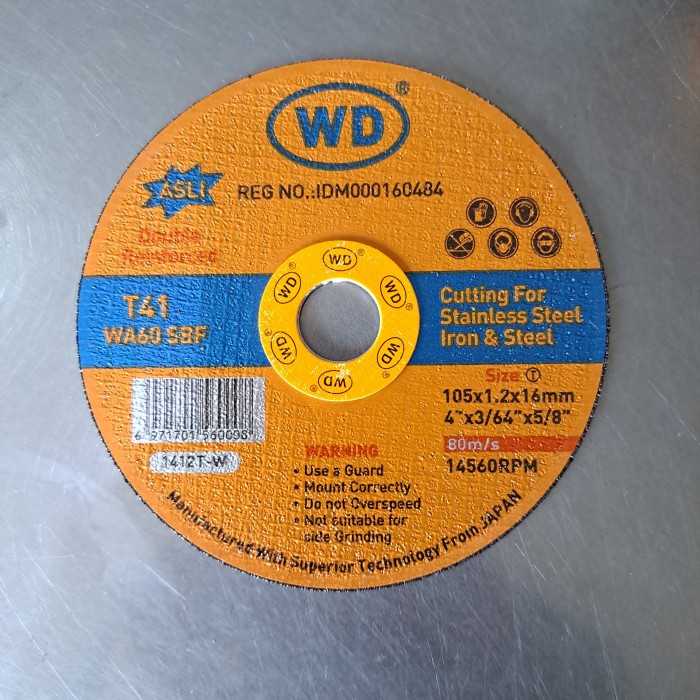 WD®
ASLI
REG NO.:IDM000160484
Double
Reinforced
T41
WA60 SBF
WD®
WD®
WD®
WD®
WD®
WD®
Cutting For
Stainless Steel
Iron & Steel
Size T
105x1.2x16mm
4"x3/64"x5/8"
80m/s
14560RPM
6 971701 560098
1412T-W
WARNING
• Use a Guard
• Mount Correctly
• Do not Overspeed
• Not suitable for
side Grinding
Manufactured With Superior Technology From JAPAN